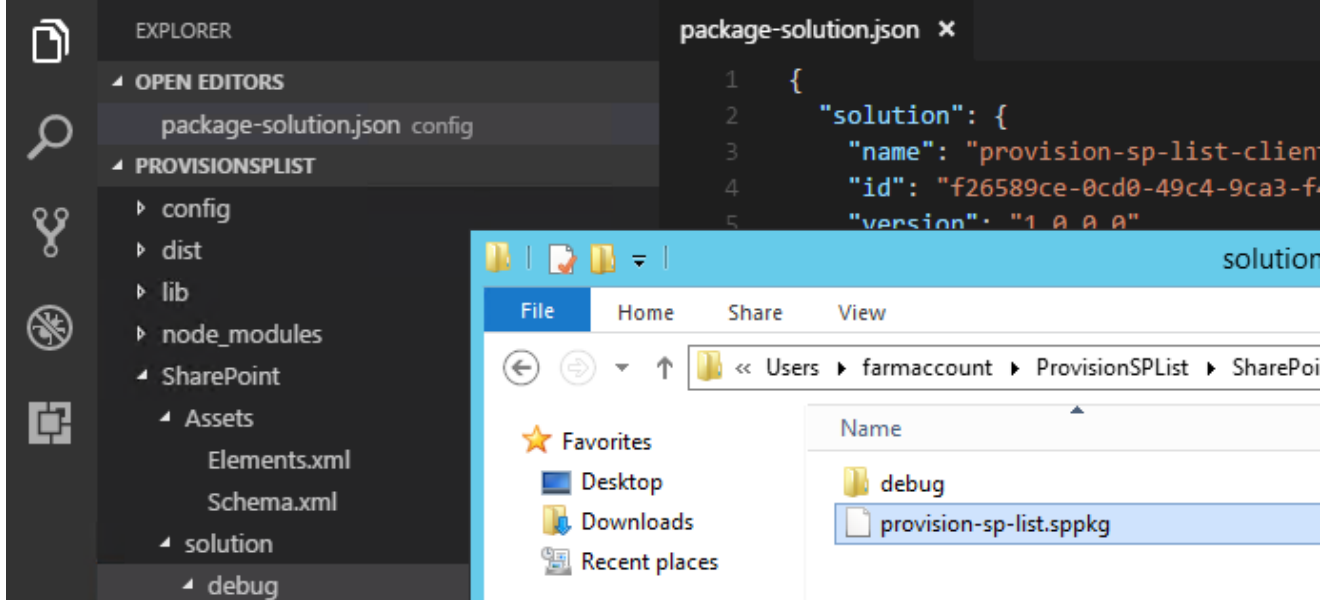 EXPLORER
OPEN EDITORS
package-solution.json config
PROVISIONSPLIST
config
dist
lib
node_modules
SharePoint
Assets
Elements.xml
Schema.xml
solution
debug
package-solution.json ×
1 {
2 "solution": {
3 "name": "provision-sp-list-client
4 "id": "f26589ce-0cd0-49c4-9ca3-f4
5 "version": "1.0.0.0"
solution
File Home Share View
« Users farmaccount ProvisionSPList SharePoi
Favorites
Desktop
Downloads
Recent places
Name
debug
provision-sp-list.sppkg